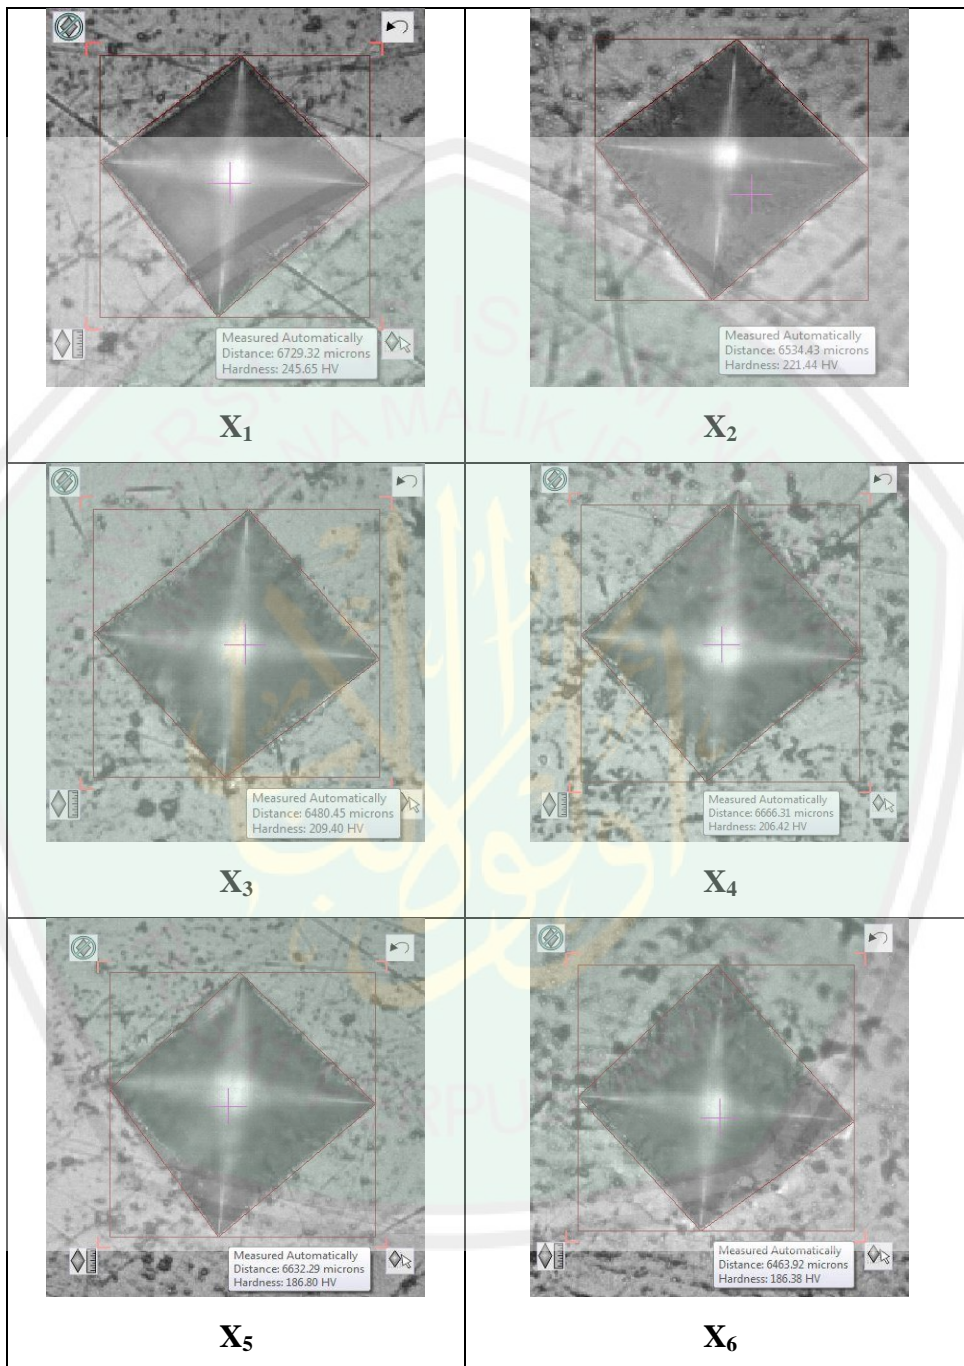 Measured Automatically
Distance: 6729.32 microns
Hardness: 245.65 HV
X₁
Measured Automatically
Distance: 6534.43 microns
Hardness: 221.44 HV
X₂
Measured Automatically
Distance: 6480.45 microns
Hardness: 209.40 HV
X₃
Measured Automatically
Distance: 6666.31 microns
Hardness: 206.42 HV
X₄
Measured Automatically
Distance: 6632.29 microns
Hardness: 186.80 HV
X₅
Measured Automatically
Distance: 6463.92 microns
Hardness: 186.38 HV
X₆
MALIK